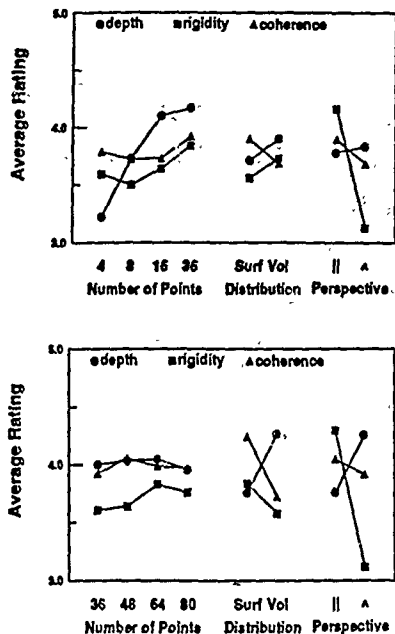 5.0
depth rigidity coherence
Average Rating
4.0
3.0
4 8 16 36 Surf Vol || ^
Number of Points Distribution Perspective
5.0
depth rigidity coherence
Average Rating
4.0
3.0
36 48 64 80 Surf Vol || ^
Number of Points Distribution Perspective